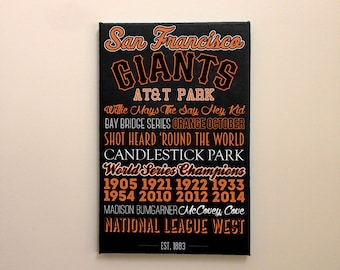 San Francisco
GIANTS
AT&T PARK
Willie Mays The Say Hey Kid
BAY BRIDGE SERIES ORANGE OCTOBER
SHOT HEARD 'ROUND THE WORLD
CANDLESTICK PARK
World Series Champions
1905 1921 1922 1933
1954 2010 2012 2014
MADISON BUMGARNER McCovey Cove
NATIONAL LEAGUE WEST
EST. 1883